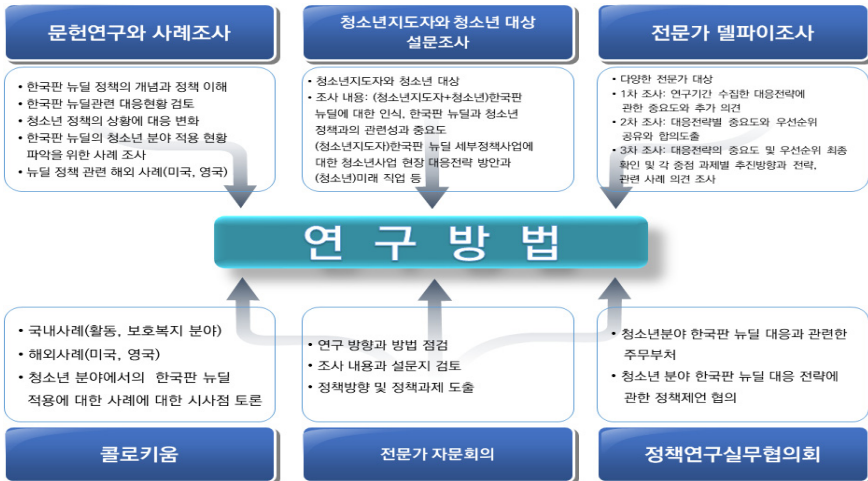 문헌연구와 사례조사
• 한국판 뉴딜 정책의 개념과 정책 이해
• 한국판 뉴딜관련 대응현황 검토
• 청소년 정책의 상황에 대응 변화
• 한국판 뉴딜의 청소년 분야 적용 현황
파악을 위한 사례 조사
• 뉴딜 정책 관련 해외 사례(미국, 영국)
청소년지도자와 청소년 대상
설문조사
• 청소년지도자와 청소년 대상
• 조사 내용: (청소년지도자+청소년)한국판
뉴딜에 대한 인식, 한국판 뉴딜과 청소년
정책과의 관련성과 중요도
(청소년지도자)한국판 뉴딜 세부정책사업에
대한 청소년사업 현장 대응전략 방안과
(청소년)미래 직업 등
전문가 델파이조사
• 다양한 전문가 대상
• 1차 조사: 연구기간 수집한 대응전략에
관한 중요도와 추가 의견
• 2차 조사: 대응전략별 중요도와 우선순위
공유와 합의도출
• 3차 조사: 대응전략의 중요도 및 우선순위 최종
확인 및 각 중점 과제별 추진방향과 전략,
관련 사례 의견 조사
연 구 방 법
• 국내사례(활동, 보호복지 분야)
• 해외사례(미국, 영국)
• 청소년 분야에서의 한국판 뉴딜
적용에 대한 사례에 대한 시사점 토론
콜로키움
• 연구 방향과 방법 점검
• 조사 내용과 설문지 검토
• 정책방향 및 정책과제 도출
전문가 자문회의
• 청소년분야 한국판 뉴딜 대응과 관련한
주무부처
• 청소년 분야 한국판 뉴딜 대응 전략에
관한 정책제언 협의
정책연구실무협의회